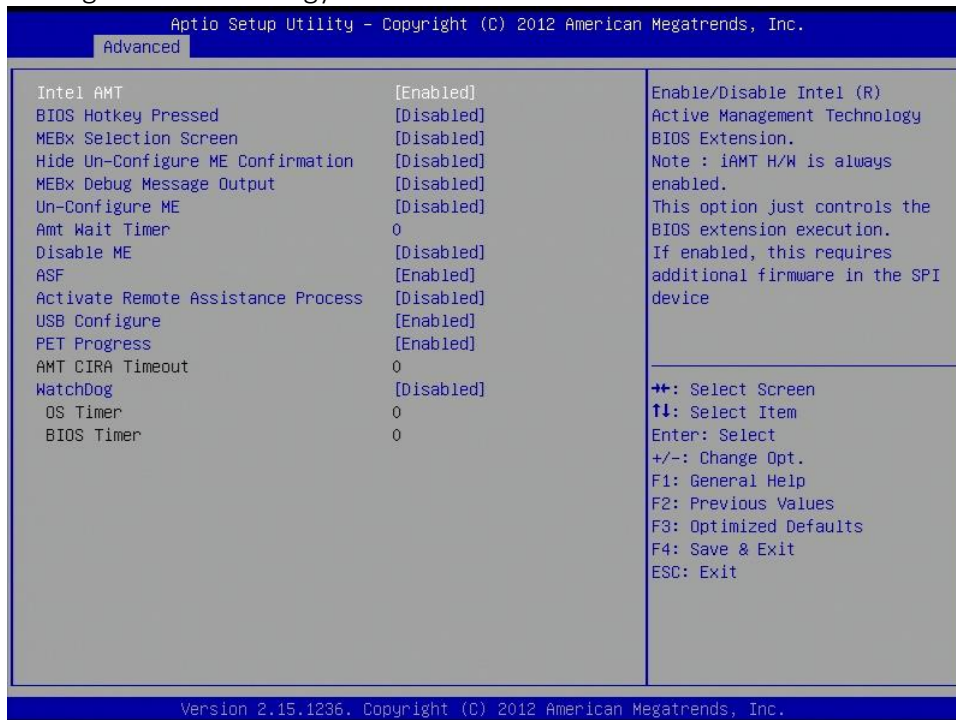 Aptio Setup Utility – Copyright (C) 2012 American Megatrends, Inc.
Advanced
Intel AMT [Enabled]
BIOS Hotkey Pressed [Disabled]
MEBx Selection Screen [Disabled]
Hide Un-Configure ME Confirmation [Disabled]
MEBx Debug Message Output [Disabled]
Un-Configure ME [Disabled]
Amt Wait Timer 0
Disable ME [Disabled]
ASF [Enabled]
Activate Remote Assistance Process [Disabled]
USB Configure [Enabled]
PET Progress [Enabled]
AMT CIRA Timeout 0
WatchDog [Disabled]
OS Timer 0
BIOS Timer 0
Enable/Disable Intel (R)
Active Management Technology
BIOS Extension.
Note : iAMT H/W is always
enabled.
This option just controls the
BIOS extension execution.
If enabled, this requires
additional firmware in the SPI
device
→←: Select Screen
↑↓: Select Item
Enter: Select
+/-: Change Opt.
F1: General Help
F2: Previous Values
F3: Optimized Defaults
F4: Save & Exit
ESC: Exit
Version 2.15.1236. Copyright (C) 2012 American Megatrends, Inc.